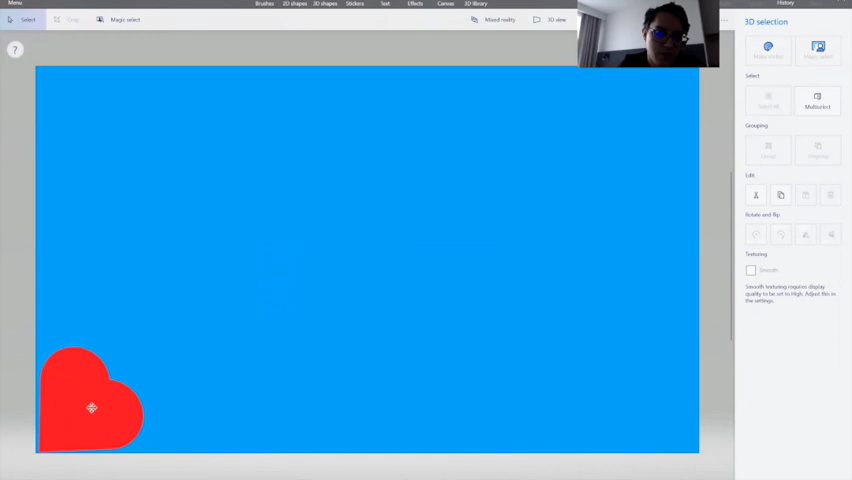 Menu
Brushes 2D shapes 3D shapes Stickers Text Effects Canvas 3D library
History
Select
Crop
Magic select
Mixed reality
3D view
?
3D selection
Make sticker Magic select
Select
Select all Multiselect
Grouping
Group Ungroup
Edit
Rotate and flip
Texturing
Smooth
Smooth texturing requires display
quality to be set to High. Adjust this in
the settings.